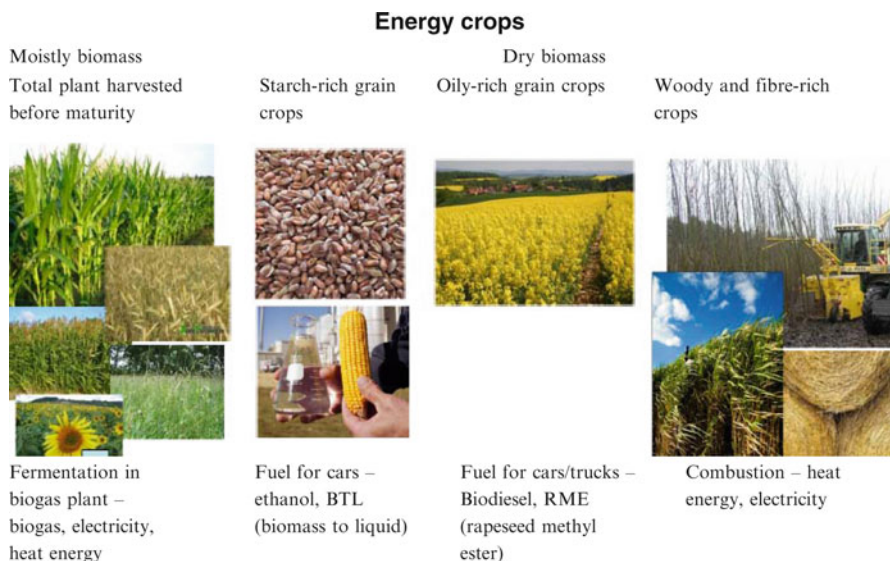 Energy crops
Moistly biomass
Dry biomass
Total plant harvested
before maturity
Starch-rich grain
crops
Oily-rich grain crops
Woody and fibre-rich
crops
Fermentation in
biogas plant –
biogas, electricity,
heat energy
Fuel for cars –
ethanol, BTL
(biomass to liquid)
Fuel for cars/trucks –
Biodiesel, RME
(rapeseed methyl
ester)
Combustion – heat
energy, electricity